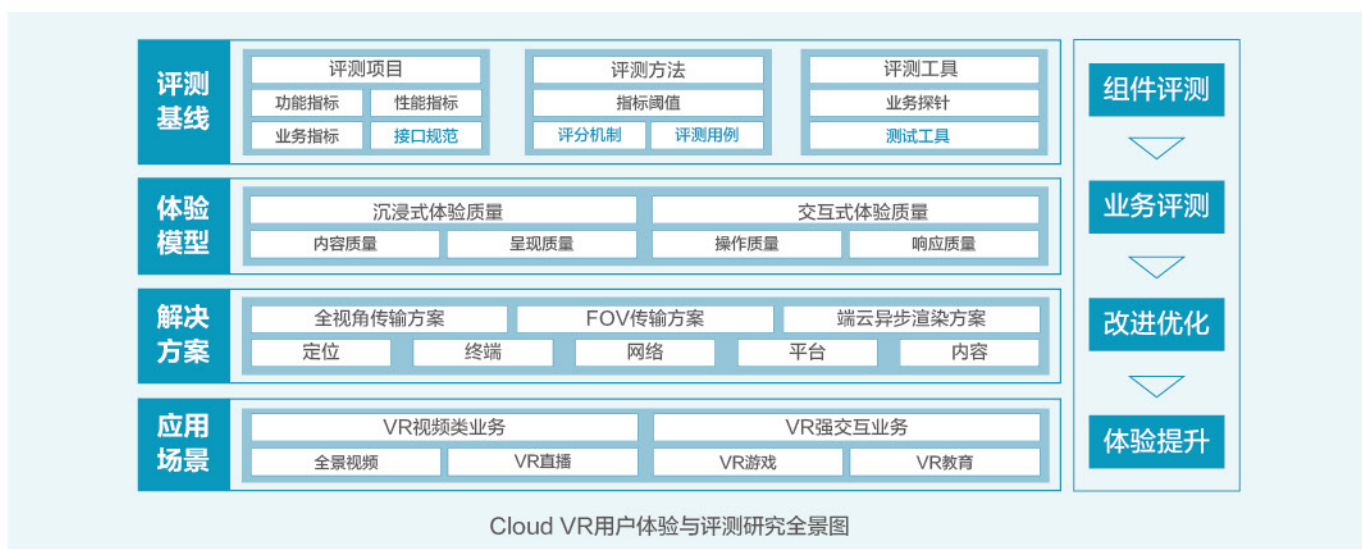 评测
基线
评测项目
功能指标
性能指标
业务指标
接口规范
评测方法
指标阈值
评分机制
评测用例
评测工具
业务探针
测试工具
体验
模型
沉浸式体验质量
交互式体验质量
内容质量
呈现质量
操作质量
响应质量
解决
方案
全视角传输方案
FOV传输方案
端云异步渲染方案
定位
终端
网络
平台
内容
应用
场景
VR视频类业务
VR强交互业务
全景视频
VR直播
VR游戏
VR教育
组件评测
业务评测
改进优化
体验提升
Cloud VR用户体验与评测研究全景图